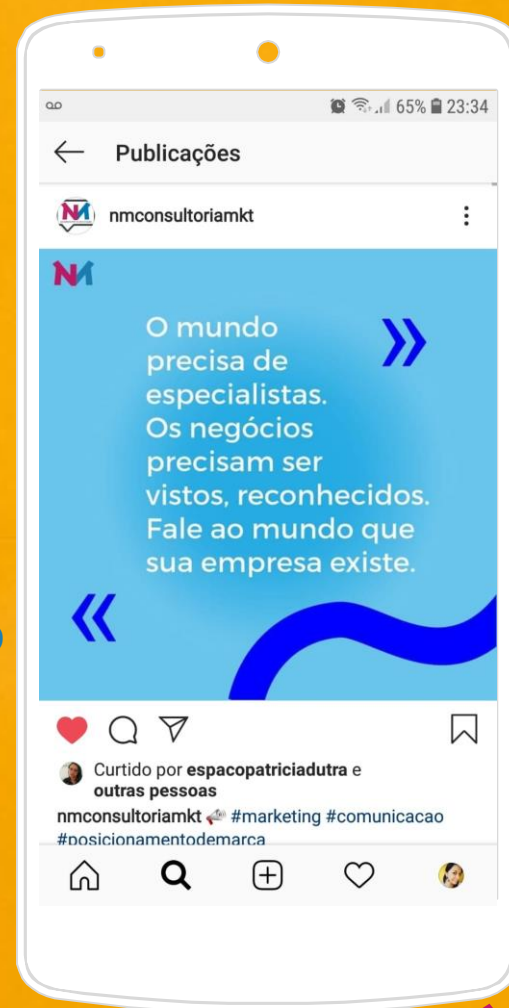 65% 23:34
Publicações
NM nmconsultoriamkt
NM
O mundo
precisa de
especialistas.
Os negócios
precisam ser
vistos, reconhecidos.
Fale ao mundo que
sua empresa existe.
Curtido por espacopatriciadutra e
outras pessoas
nmconsultoriamkt #marketing #comunicacao
#posicionamentodemarca